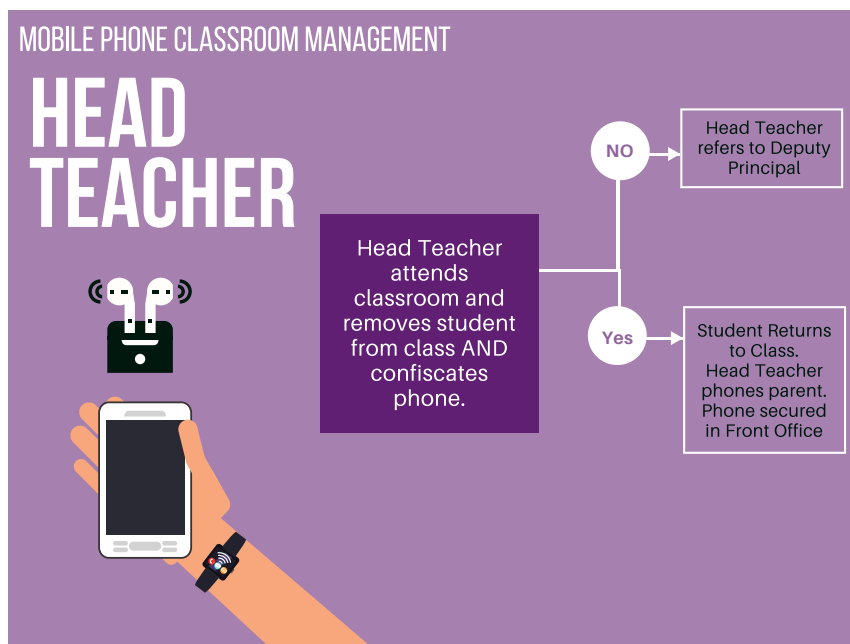 MOBILE PHONE CLASSROOM MANAGEMENT
HEAD
TEACHER
Head Teacher
attends
classroom and
removes student
from class AND
confiscates
phone.
NO
Head Teacher
refers to Deputy
Principal
Yes
Student Returns
to Class.
Head Teacher
phones parent.
Phone secured
in Front Office